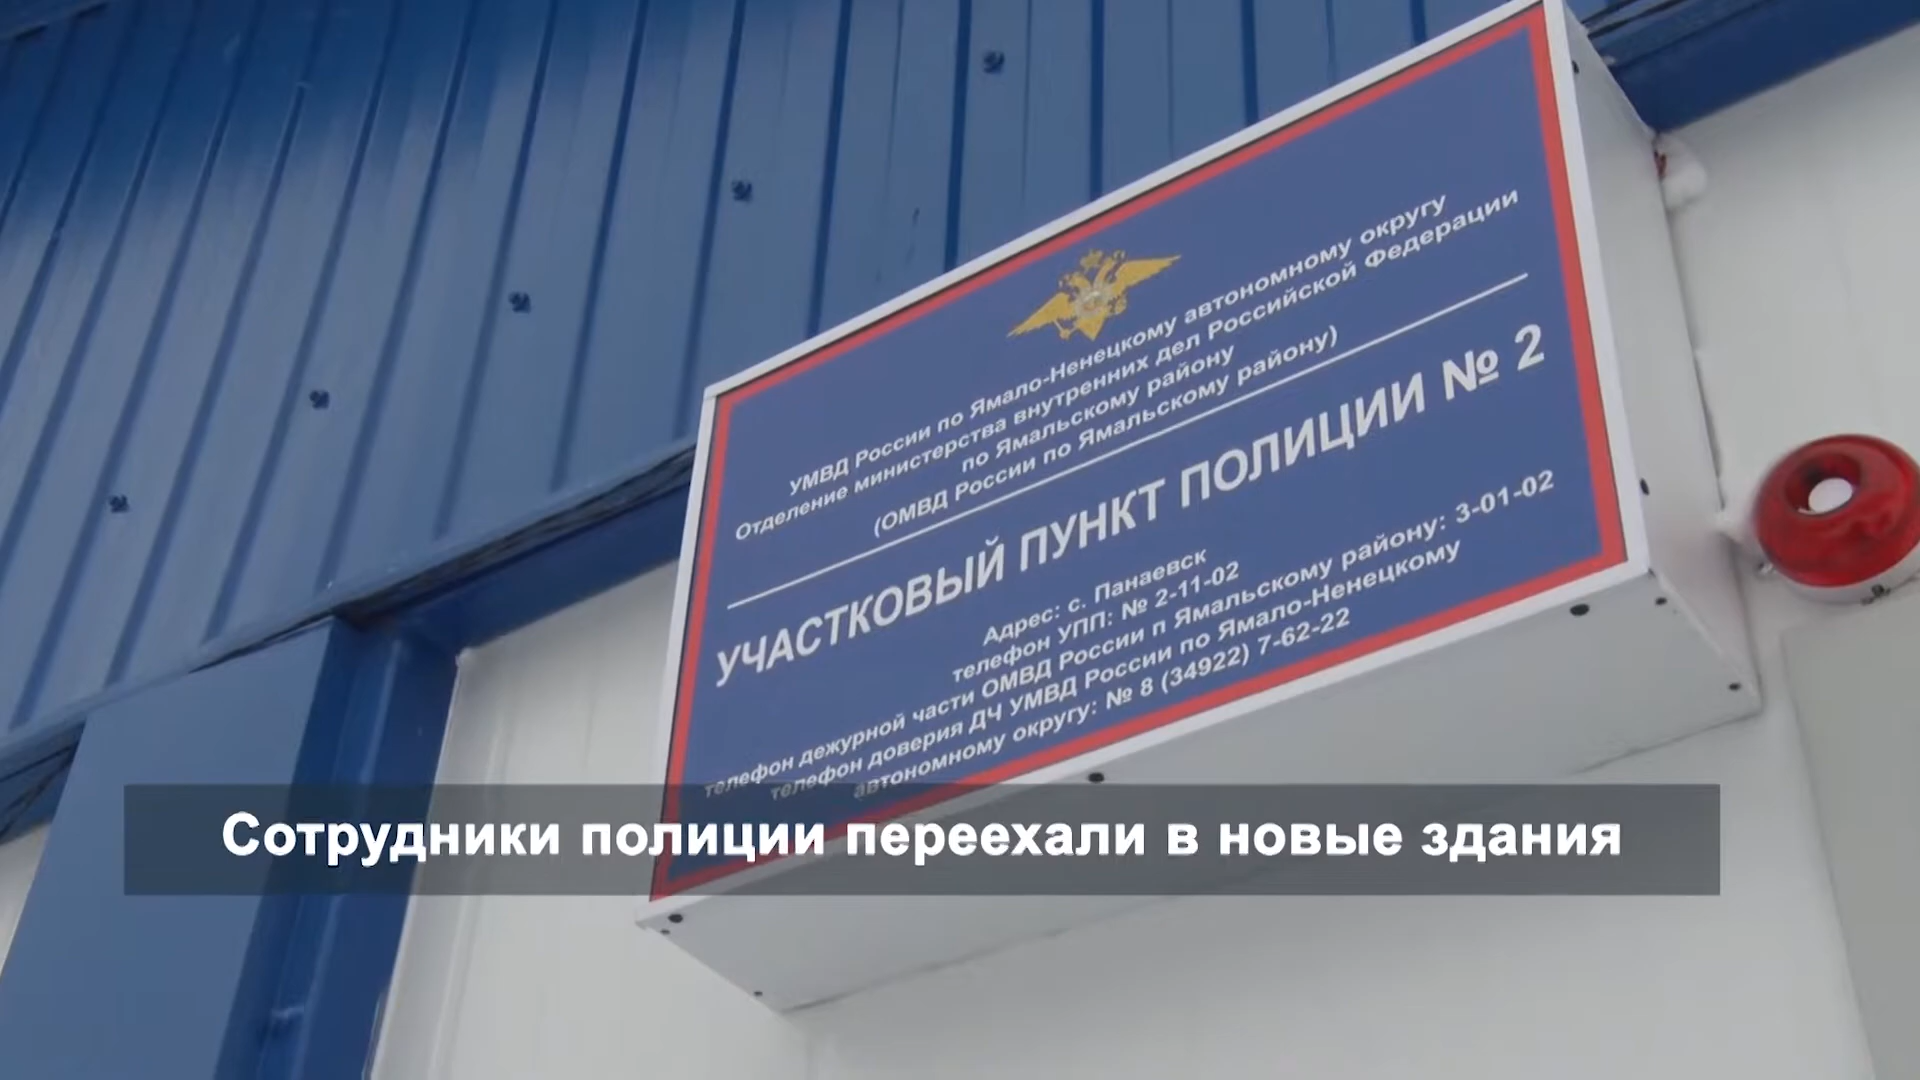 УМВД России по Ямало-Ненецкому автономному округу
Отделение министерства внутренних дел Российской Федерации
по Ямальскому району
(ОМВД России по Ямальскому району)
УЧАСТКОВЫЙ ПУНКТ ПОЛИЦИИ № 2
Адрес: с. Панаевск
телефон УПП: № 2-11-02
телефон дежурной части ОМВД России п Ямальскому району: 3-01-02
телефон доверия ДЧ УМВД России по Ямало-Ненецкому
автономному округу: № 8 (34922) 7-62-22
Сотрудники полиции переехали в новые здания